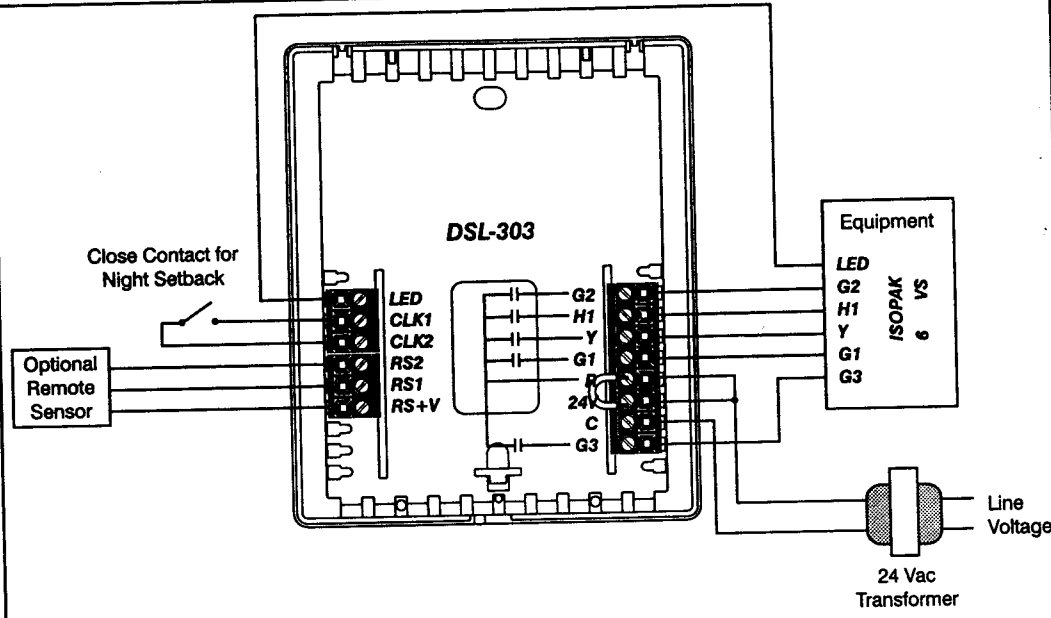 DSL-303
Close Contact for
Night Setback
LED
CLK1
CLK2
RS2
RS1
RS+V
Optional
Remote
Sensor
G2
H1
Y
G1
R
24V
C
G3
Equipment
LED
G2
H1
Y
G1
G3
ISOPAK
6 VS
Line
Voltage
24 Vac
Transformer